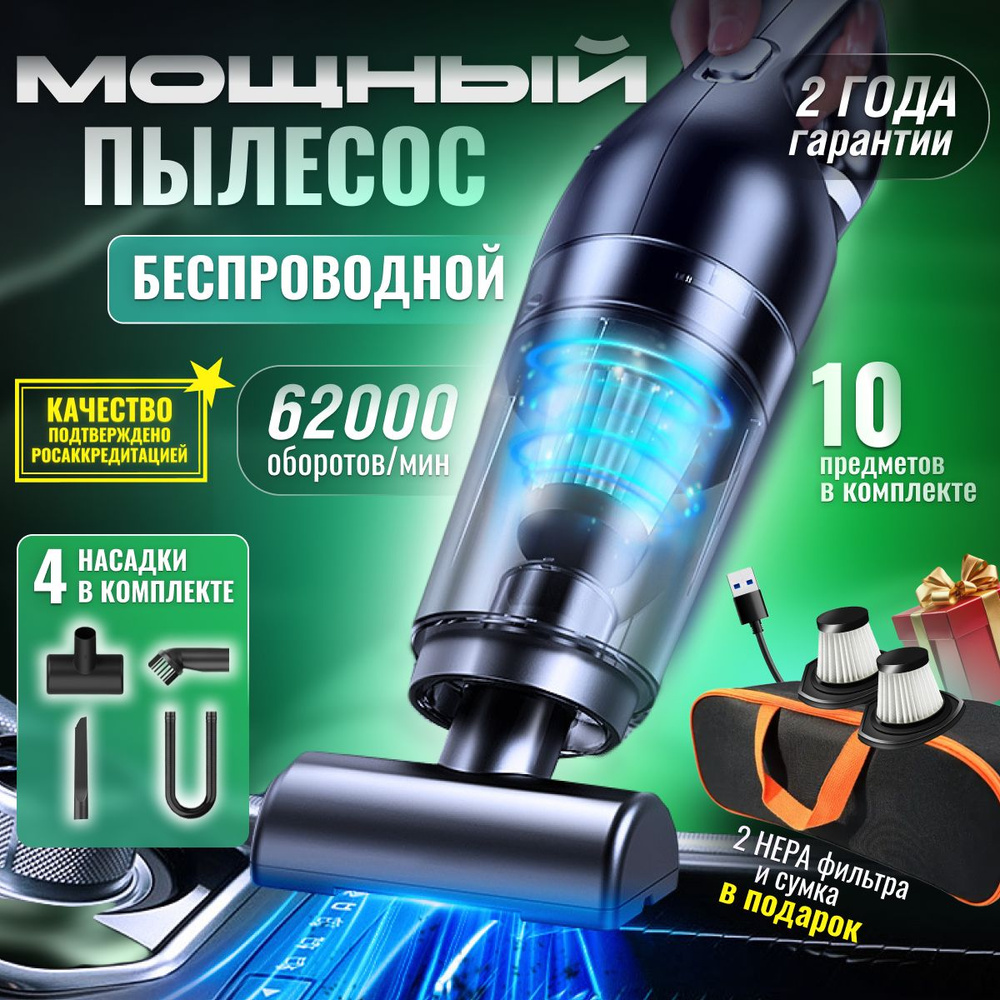 МОЩНЫЙ
ПЫЛЕСОС
БЕСПРОВОДНОЙ
2 ГОДА
гарантии
КАЧЕСТВО
ПОДТВЕРЖДЕНО
РОСАККРЕДИТАЦИЕЙ
62000
оборотов/мин
10
предметов
в комплекте
4 НАСАДКИ
В КОМПЛЕКТЕ
2 HEPA фильтра
и сумка
в подарок